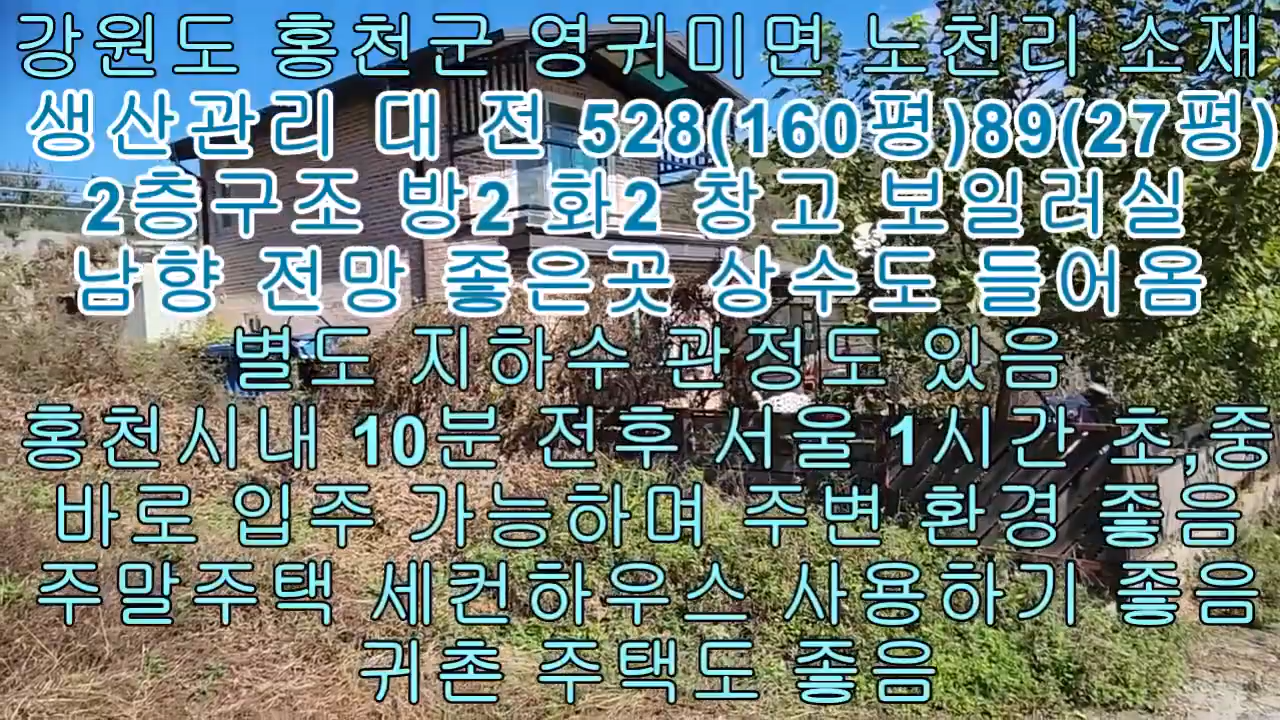 강원도 홍천군 영귀미면 노천리 소재
생산관리 대 전 528(160평)89(27평)
2층구조 방2 화2 창고 보일러실
남향 전망 좋은곳 상수도 들어옴
별도 지하수 관정도 있음
홍천시내 10분 전후 서울 1시간 초,중
바로 입주 가능하며 주변 환경 좋음
주말주택 세컨하우스 사용하기 좋음
귀촌 주택도 좋음